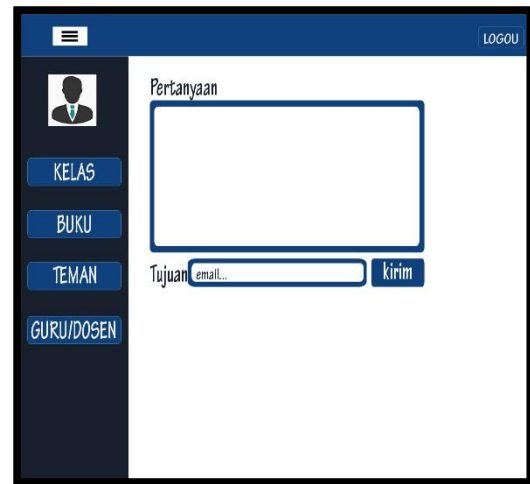 LOGOU
Pertanyaan
KELAS
BUKU
TEMAN
GURU/DOSEN
Tujuan email... kirim